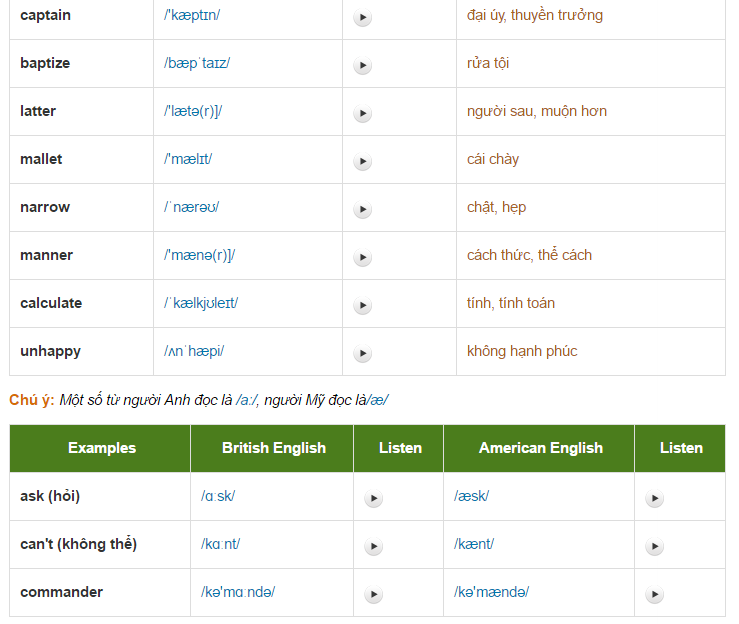 captain /'kæptɪn/ đại úy, thuyền trưởng
baptize /bæpˈtaɪz/ rửa tội
latter /'lætə(r)]/ người sau, muộn hơn
mallet /'mælɪt/ cái chày
narrow /ˈnærəʊ/ chật, hẹp
manner /'mænə(r)]/ cách thức, thể cách
calculate /ˈkælkjʊleɪt/ tính, tính toán
unhappy /ʌnˈhæpi/ không hạnh phúc
Chú ý: Một số từ người Anh đọc là /a:/, người Mỹ đọc là/æ/
Examples British English Listen American English Listen
ask (hỏi) /ɑːsk/ /æsk/
can't (không thể) /kɑːnt/ /kænt/
commander /kə'mɑːndə/ /kə'mændə/